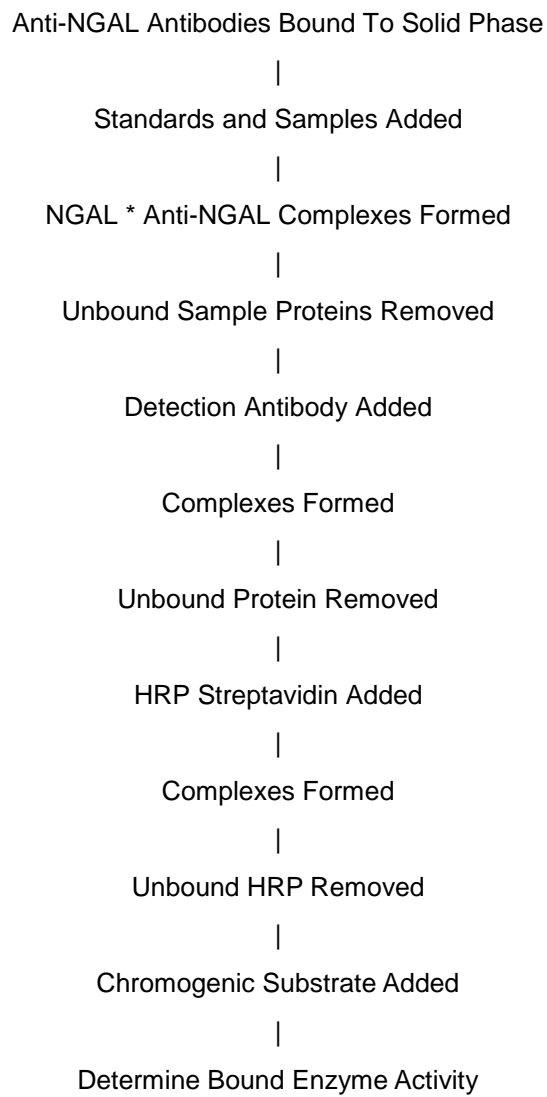 Anti-NGAL Antibodies Bound To Solid Phase
|
Standards and Samples Added
|
NGAL * Anti-NGAL Complexes Formed
|
Unbound Sample Proteins Removed
|
Detection Antibody Added
|
Complexes Formed
|
Unbound Protein Removed
|
HRP Streptavidin Added
|
Complexes Formed
|
Unbound HRP Removed
|
Chromogenic Substrate Added
|
Determine Bound Enzyme Activity